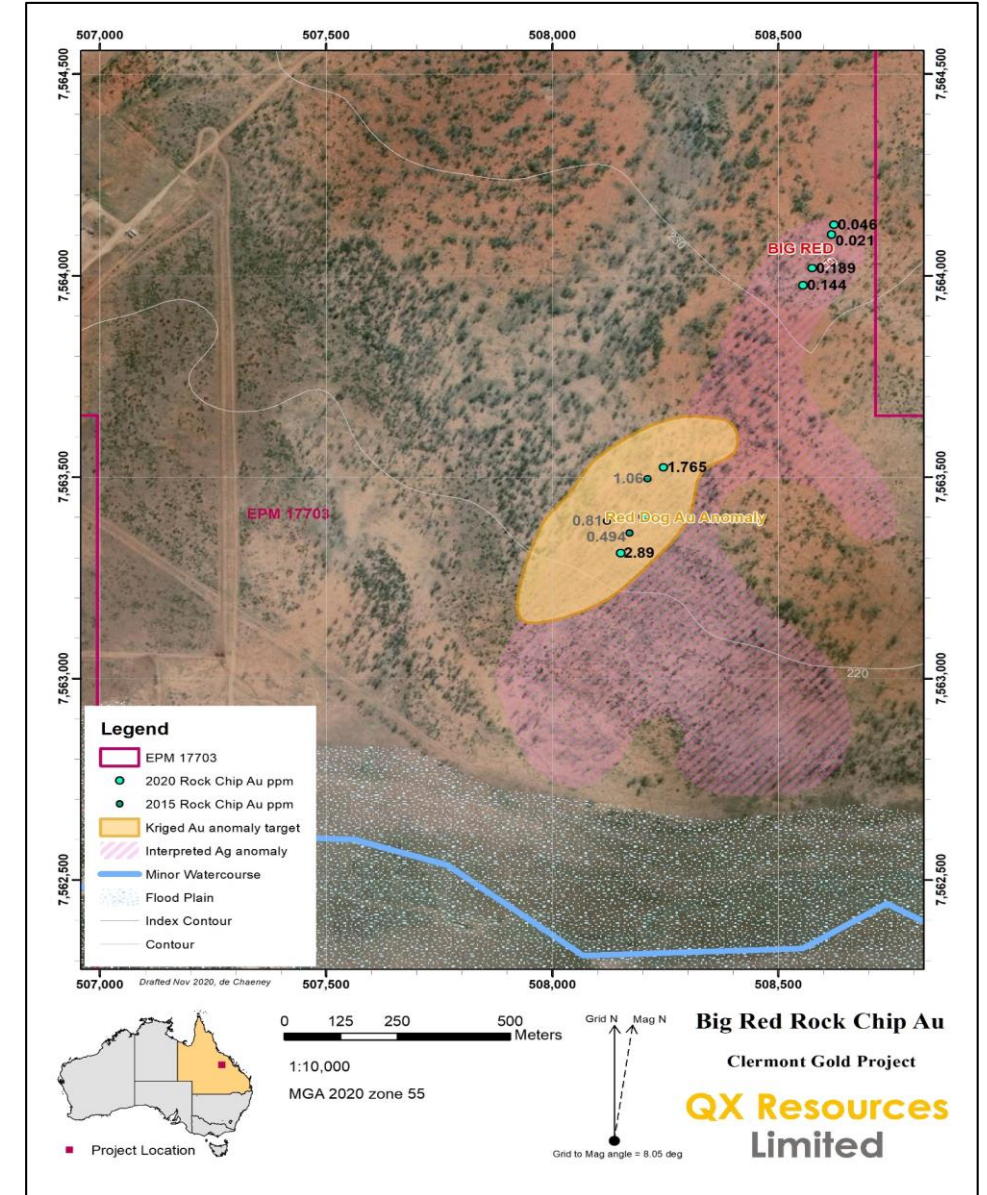 507,000 507,500 508,000 508,500
7,564,500 7,564,500
0.046
0.021
BIG RED
250
0.189
0.144
7,564,000 7,564,000
1.765
1.06
7,563,500 7,563,500
EPM 17703
0.81 Red Dog Au Anomaly
0.494
2.89
7,563,000 7,563,000
220
Legend
EPM 17703
2020 Rock Chip Au ppm
2015 Rock Chip Au ppm
Kriged Au anomaly target
Interpreted Ag anomaly
Minor Watercourse
Flood Plain
Index Contour
Contour
7,562,500 7,562,500
507,000 507,500 508,000 508,500
Drafted Nov 2020, de Chaeney
Project Location
0 125 250 500
Meters
1:10,000
MGA 2020 zone 55
Grid N Mag N
Grid to Mag angle = 8.05 deg
Big Red Rock Chip Au
Clermont Gold Project
QX Resources
Limited